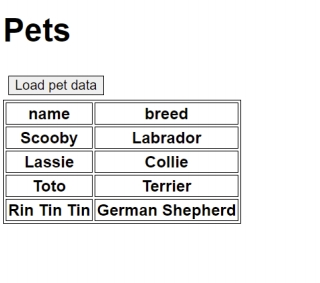 Pets
Load pet data
name breed
Scooby Labrador
Lassie Collie
Toto Terrier
Rin Tin Tin German Shepherd